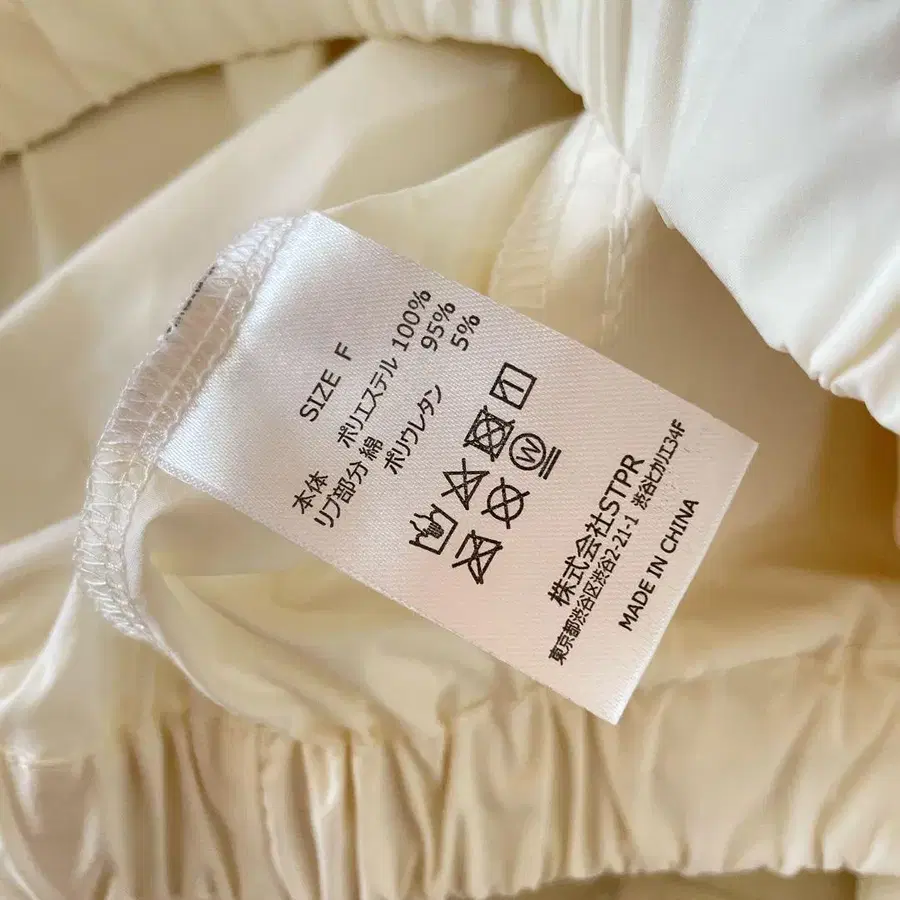 SIZE F
本体 ポリエステル 100%
リブ部分 綿 95%
ポリウレタン 5%
W
株式会社STPR
東京都渋谷区渋谷2-21-1 渋谷ヒカリエ34F
MADE IN CHINA